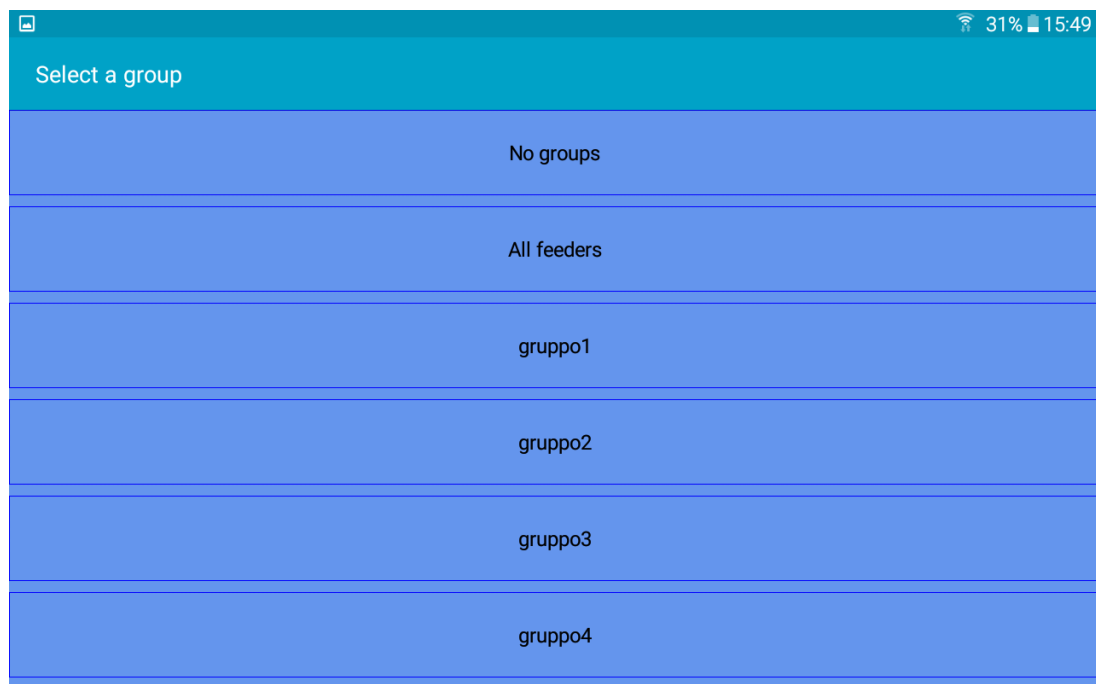 31% 15:49
Select a group
No groups
All feeders
gruppo1
gruppo2
gruppo3
gruppo4